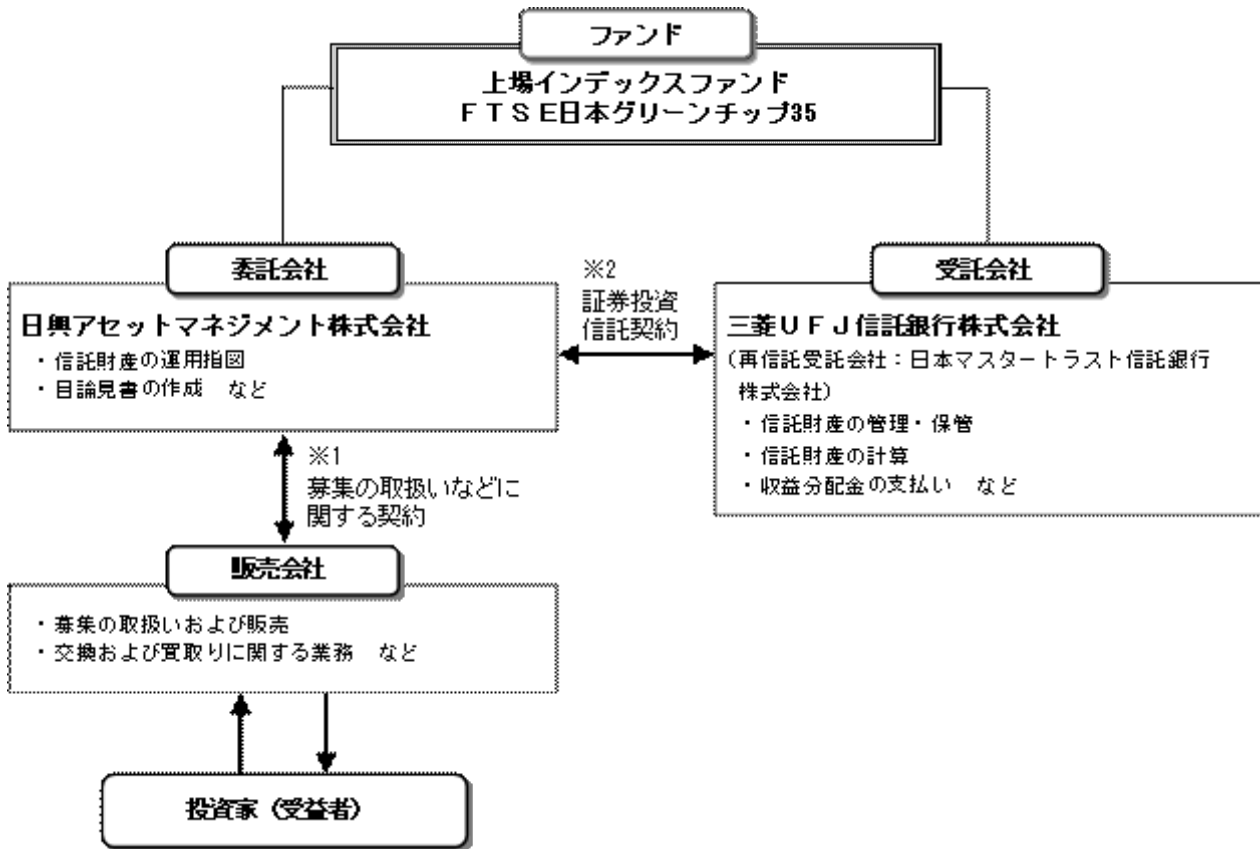 ファンド
上場インデックスファンド
ＦＴＳＥ日本グリーンチップ35
委託会社
日興アセットマネジメント株式会社
・信託財産の運用指図
・目論見書の作成　など
※2
証券投資
信託契約
受託会社
三菱ＵＦＪ信託銀行株式会社
（再信託受託会社：日本マスタートラスト信託銀行
株式会社）
・信託財産の管理・保管
・信託財産の計算
・収益分配金の支払い　など
※1
募集の取扱いなどに
関する契約
販売会社
・募集の取扱いおよび販売
・交換および買取りに関する業務　など
投資家（受益者）